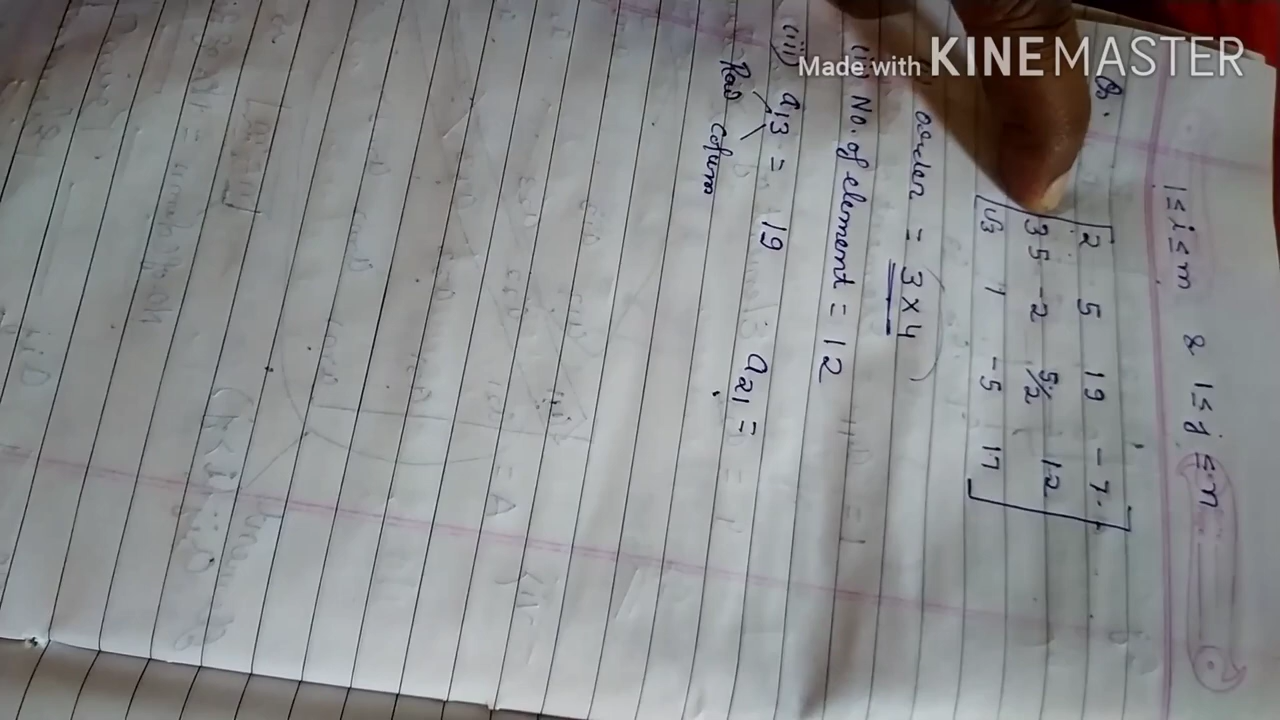 1 ≤ i ≤ m & 1 ≤ j ≤ n
Q.
2 5 19 -7
35 -2 5/2 12
√3 1 -5 17
order = 3×4
(ii) No. of element = 12
(iii) a13 = 19 a21 =
Row colum
Made with KINEMASTER